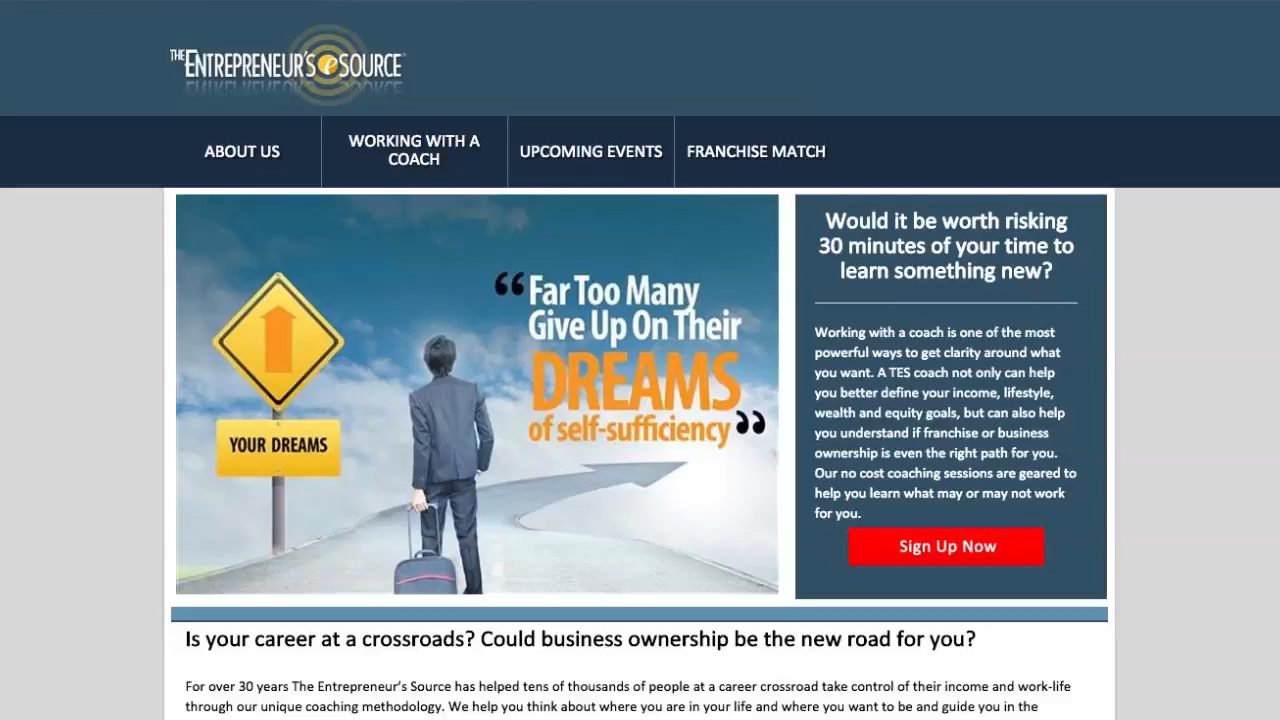 THE ENTREPRENEUR'S eSOURCE
ABOUT US
WORKING WITH A
COACH
UPCOMING EVENTS
FRANCHISE MATCH
YOUR DREAMS
“Far Too Many
Give Up On Their
DREAMS
of self-sufficiency”
Would it be worth risking
30 minutes of your time to
learn something new?
Working with a coach is one of the most
powerful ways to get clarity around what
you want. A TES coach not only can help
you better define your income, lifestyle,
wealth and equity goals, but can also help
you understand if franchise or business
ownership is even the right path for you.
Our no cost coaching sessions are geared to
help you learn what may or may not work
for you.
Sign Up Now
Is your career at a crossroads? Could business ownership be the new road for you?
For over 30 years The Entrepreneur’s Source has helped tens of thousands of people at a career crossroad take control of their income and work-life
through our unique coaching methodology. We help you think about where you are in your life and where you want to be and guide you in the